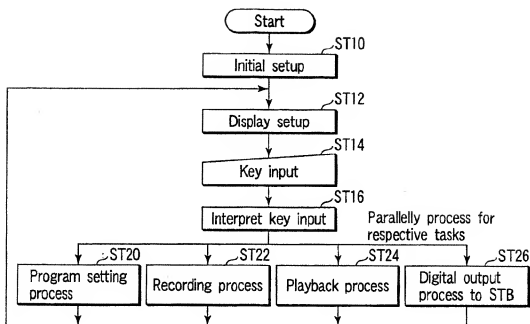 Start
ST10
Initial setup
ST12
Display setup
ST14
Key input
ST16
Interpret key input
Parallelly process for
respective tasks
ST20
Program setting
process
ST22
Recording process
ST24
Playback process
ST26
Digital output
process to STB